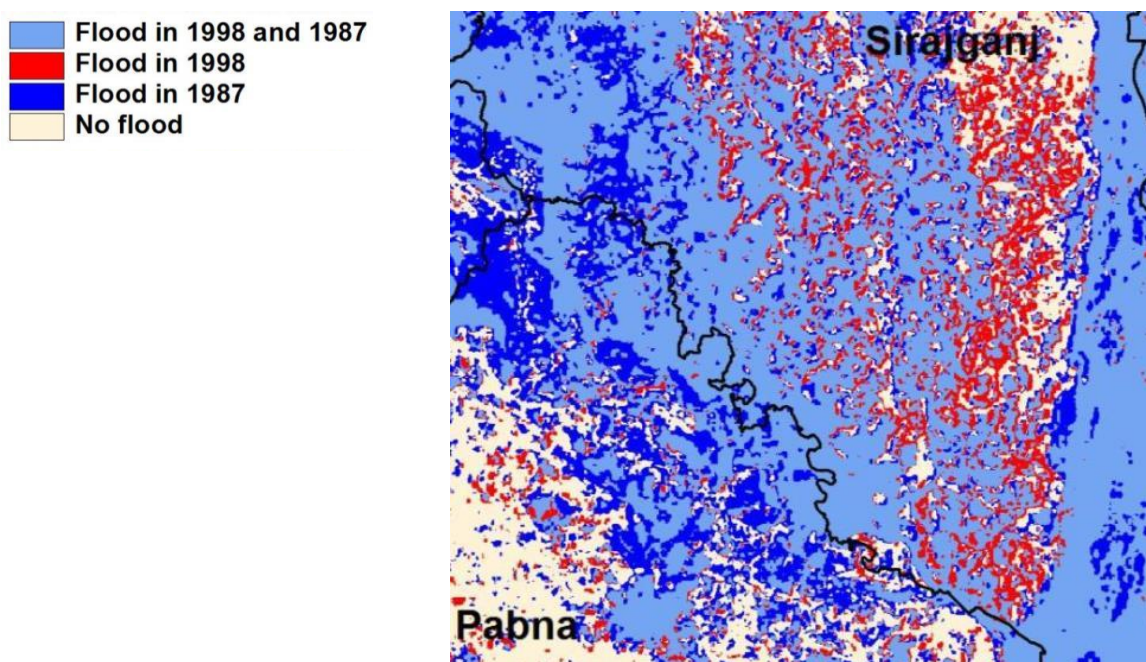 Flood in 1998 and 1987
Flood in 1998
Flood in 1987
No flood
Sirajganj
Pabna